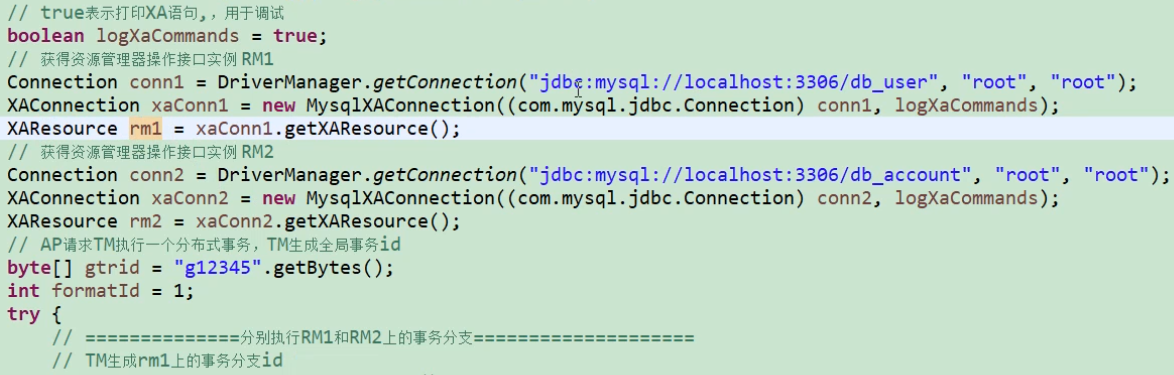 // true表示打印XA语句,，用于调试
boolean logXaCommands = true;
// 获得资源管理器操作接口实例 RM1
Connection conn1 = DriverManager.getConnection("jdbc:mysql://localhost:3306/db_user", "root", "root");
XAConnection xaConn1 = new MysqlXAConnection((com.mysql.jdbc.Connection) conn1, logXaCommands);
XAResource rm1 = xaConn1.getXAResource();
// 获得资源管理器操作接口实例 RM2
Connection conn2 = DriverManager.getConnection("jdbc:mysql://localhost:3306/db_account", "root", "root");
XAConnection xaConn2 = new MysqlXAConnection((com.mysql.jdbc.Connection) conn2, logXaCommands);
XAResource rm2 = xaConn2.getXAResource();
// AP请求TM执行一个分布式事务，TM生成全局事务id
byte[] gtrid = "g12345".getBytes();
int formatId = 1;
try {
// ==============分别执行RM1和RM2上的事务分支====================
// TM生成rm1上的事务分支id